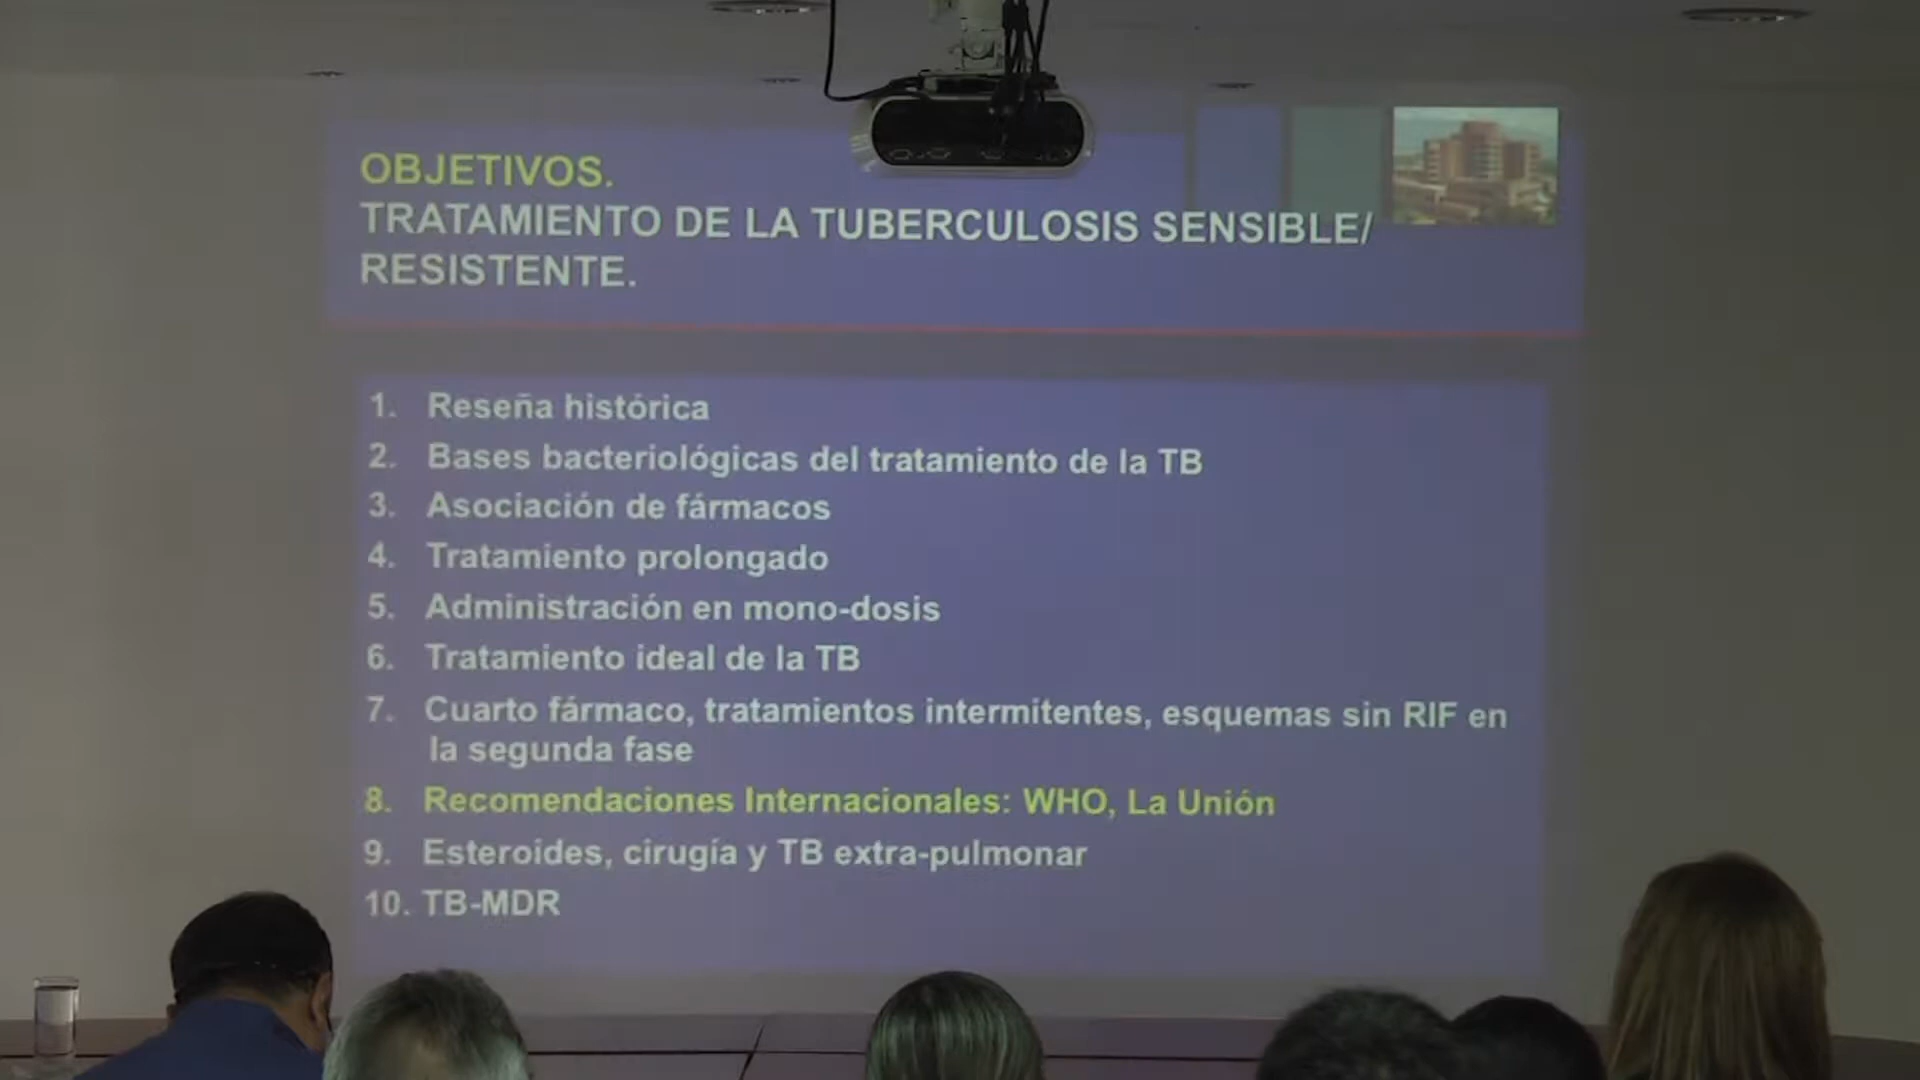 OBJETIVOS.
TRATAMIENTO DE LA TUBERCULOSIS SENSIBLE/
RESISTENTE.
1. Reseña histórica
2. Bases bacteriológicas del tratamiento de la TB
3. Asociación de fármacos
4. Tratamiento prolongado
5. Administración en mono-dosis
6. Tratamiento ideal de la TB
7. Cuarto fármaco, tratamientos intermitentes, esquemas sin RIF en
la segunda fase
8. Recomendaciones Internacionales: WHO, La Unión
9. Esteroides, cirugía y TB extra-pulmonar
10. TB-MDR